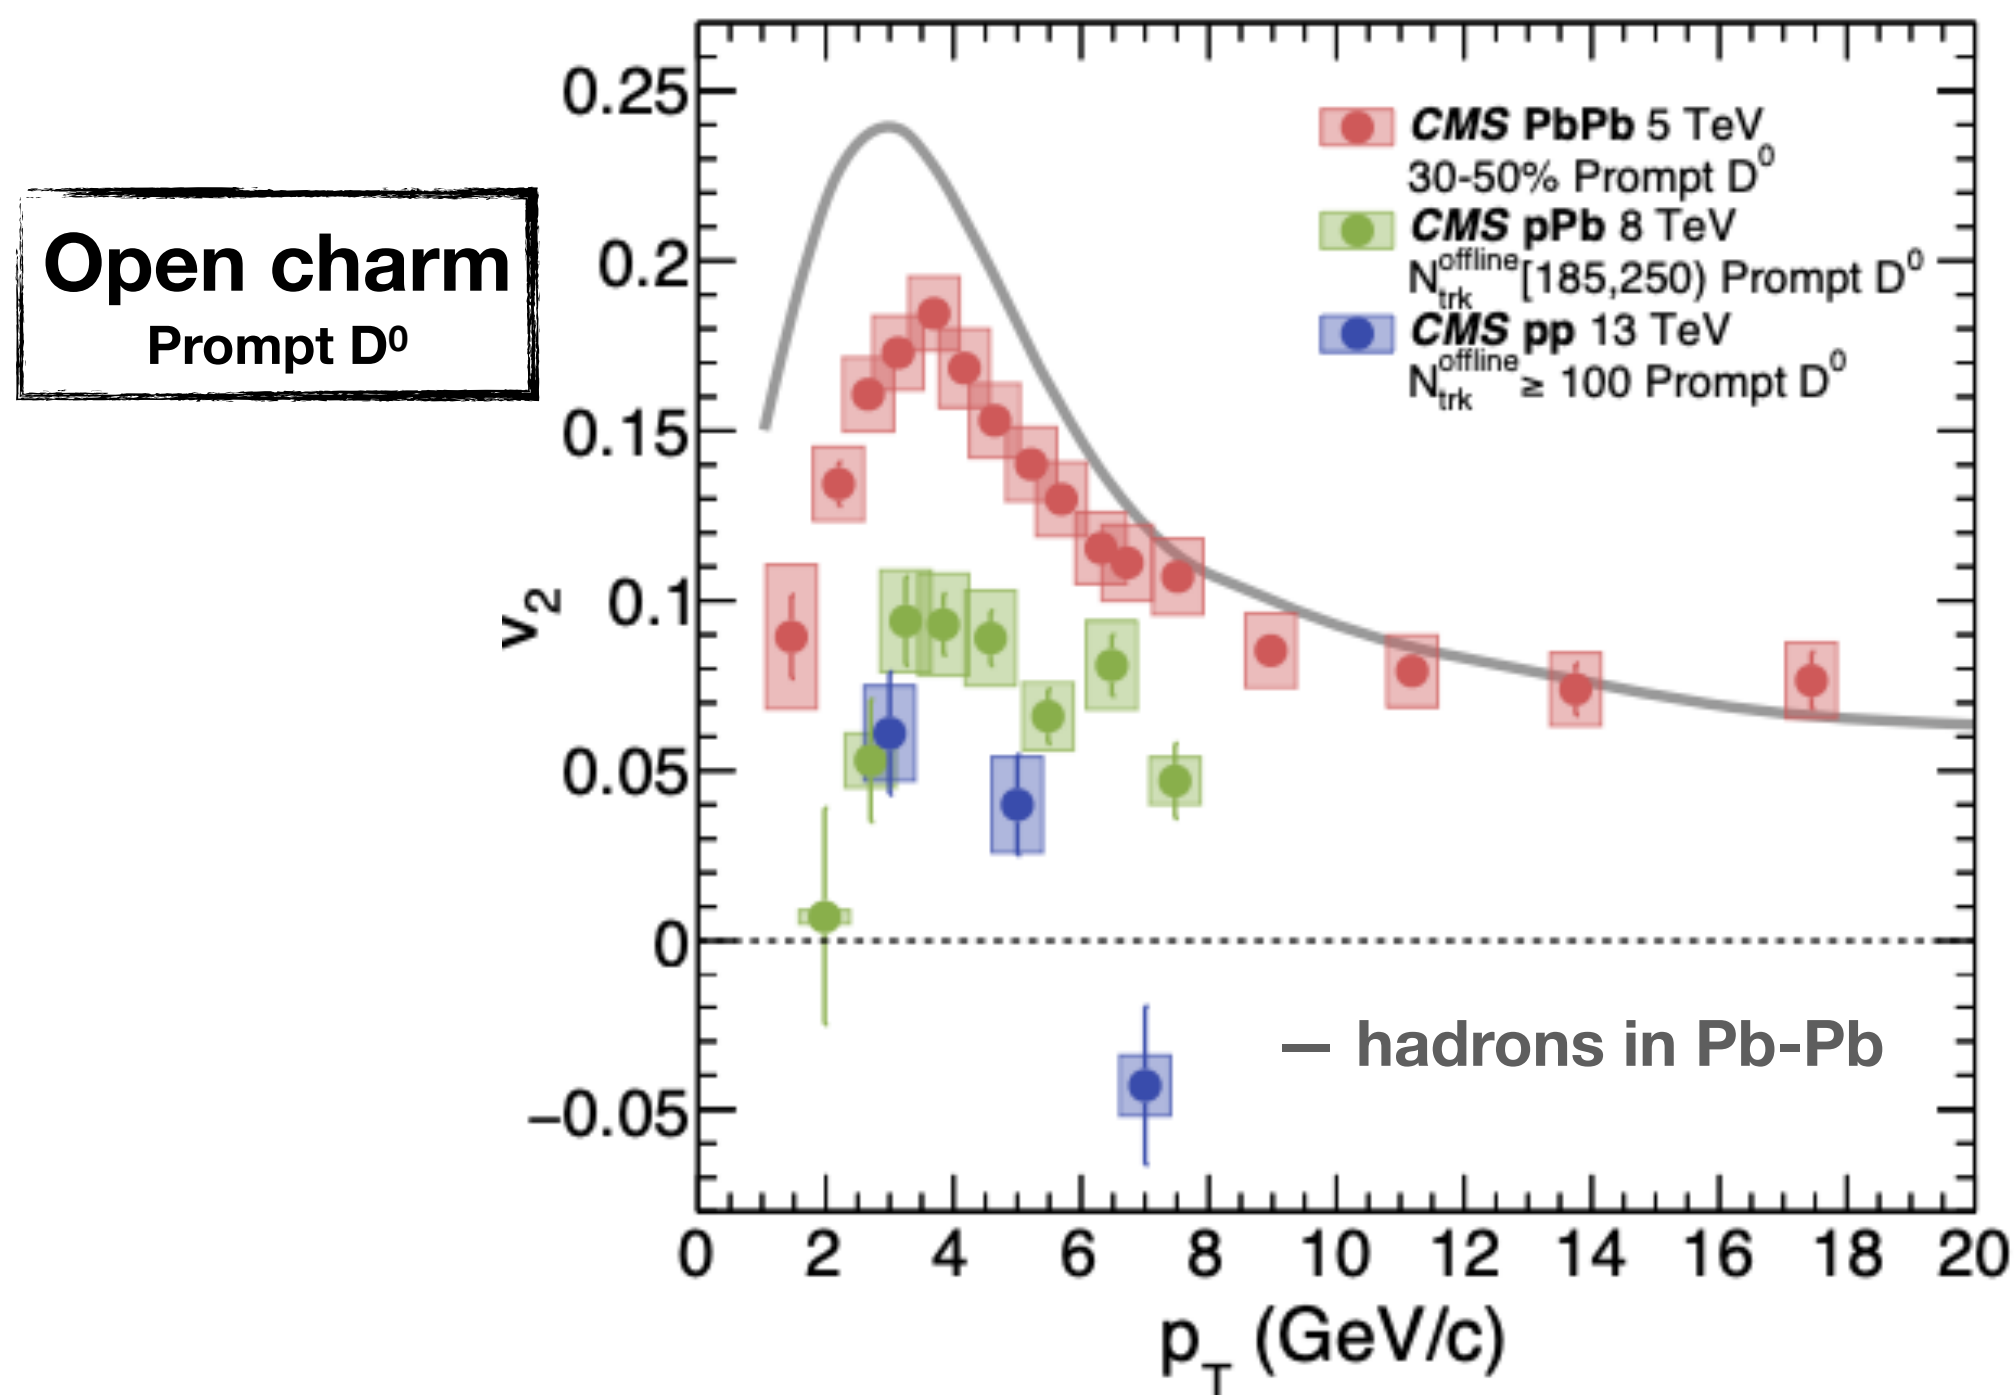 Open charm
Prompt D⁰
0.25
0.2
0.15
0.1
0.05
0
−0.05
v₂
CMS PbPb 5 TeV
30-50% Prompt D⁰
CMS pPb 8 TeV
N_trk^offline [185,250) Prompt D⁰
CMS pp 13 TeV
N_trk^offline ≥ 100 Prompt D⁰
— hadrons in Pb-Pb
0 2 4 6 8 10 12 14 16 18 20
p_T (GeV/c)